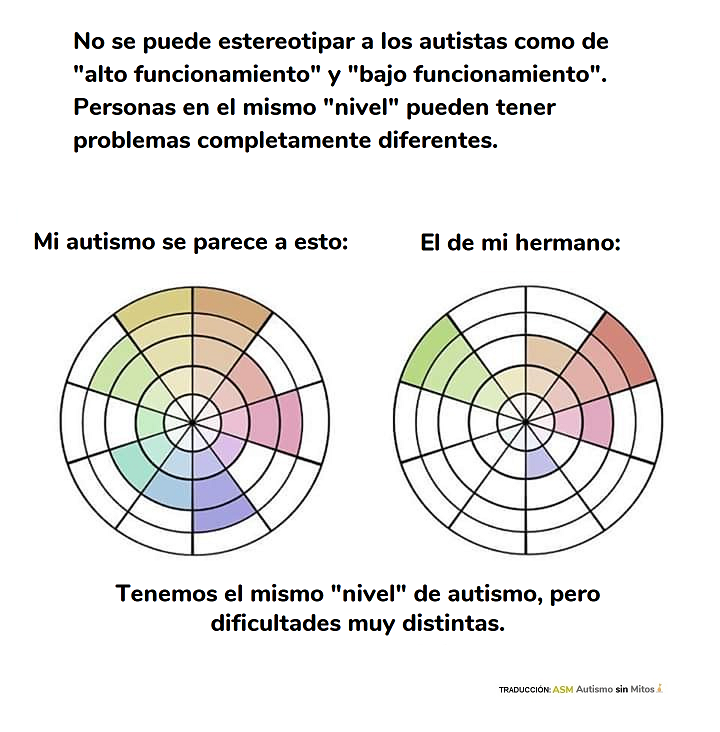 No se puede estereotipar a los autistas como de
"alto funcionamiento" y "bajo funcionamiento".
Personas en el mismo "nivel" pueden tener
problemas completamente diferentes.
Mi autismo se parece a esto:
El de mi hermano:
Tenemos el mismo "nivel" de autismo, pero
dificultades muy distintas.
TRADUCCIÓN: ASM Autismo sin Mitos